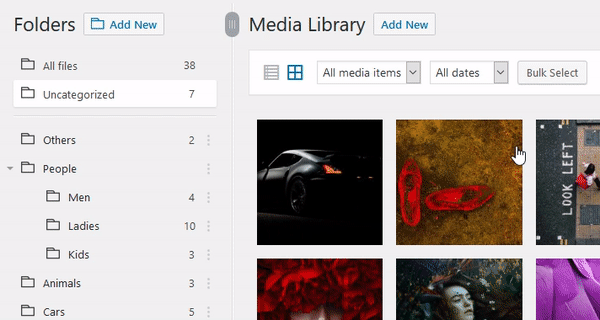 Folders
Add New
All files 38
Uncategorized 7
Others 2
People
Men 4
Ladies 10
Kids 3
Animals 3
Cars 5
Media Library
Add New
All media items
All dates
Bulk Select
LOOK LEFT